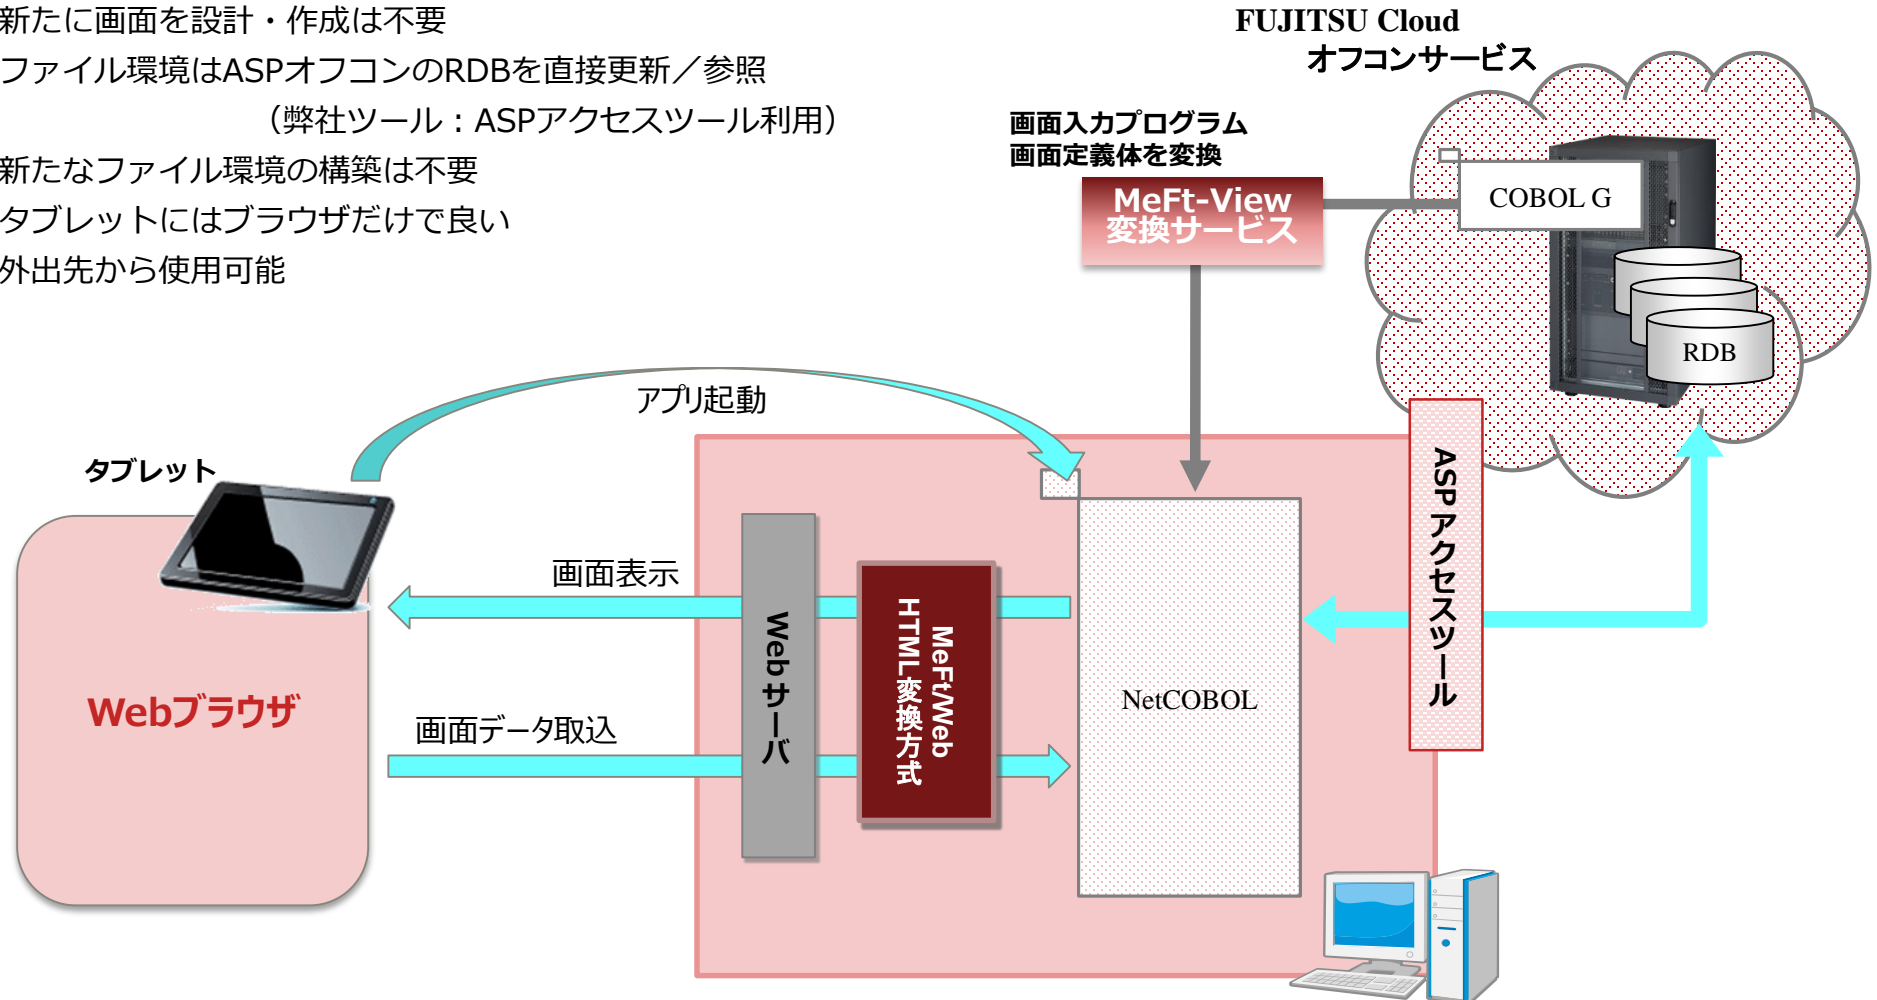 新たに画面を設計・作成は不要
ファイル環境はASPオフコンのRDBを直接更新／参照
（弊社ツール：ASPアクセスツール利用）
新たなファイル環境の構築は不要
タブレットにはブラウザだけで良い
外出先から使用可能
FUJITSU Cloud
オフコンサービス
画面入力プログラム
画面定義体を変換
MeFt-View
変換サービス
COBOL G
RDB
アプリ起動
タブレット
ASP アクセスツール
画面表示
Webサーバ
MeFt/Web
HTML変換方式
NetCOBOL
Webブラウザ
画面データ取込